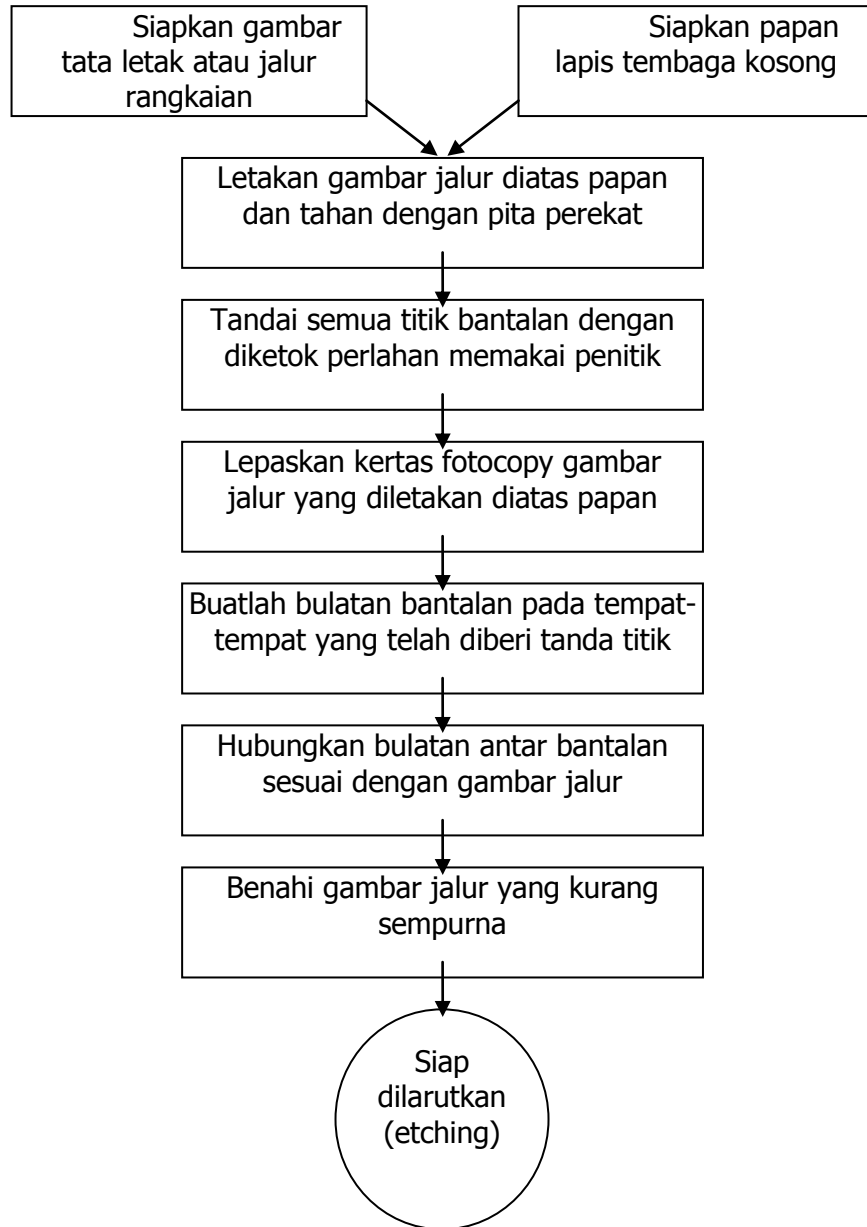 Siapkan gambar
tata letak atau jalur
rangkaian
Siapkan papan
lapis tembaga kosong
Letakan gambar jalur diatas papan
dan tahan dengan pita perekat
Tandai semua titik bantalan dengan
diketok perlahan memakai penitik
Lepaskan kertas fotocopy gambar
jalur yang diletakan diatas papan
Buatlah bulatan bantalan pada tempat-
tempat yang telah diberi tanda titik
Hubungkan bulatan antar bantalan
sesuai dengan gambar jalur
Benahi gambar jalur yang kurang
sempurna
Siap
dilarutkan
(etching)